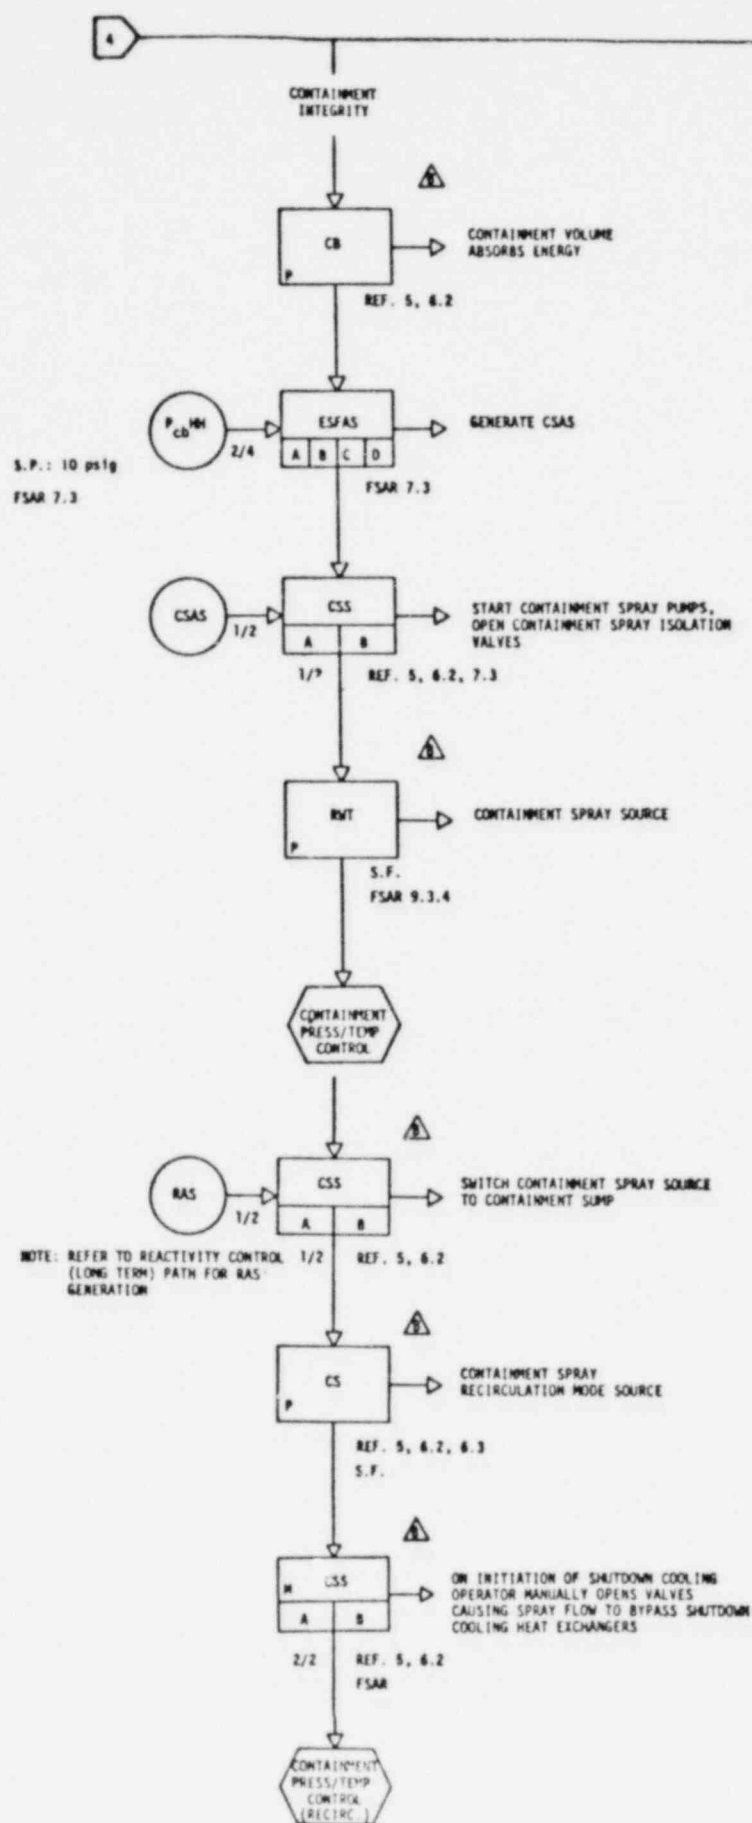 4
CONTAINMENT
INTEGRITY
CB
P
CONTAINMENT VOLUME
ABSORBS ENERGY
REF. 5, 6.2
PcbHH
2/4
S.P.: 10 psig
FSAR 7.3
ESFAS
A B C D
GENERATE CSAS
FSAR 7.3
CSAS
1/2
CSS
A B
START CONTAINMENT SPRAY PUMPS,
OPEN CONTAINMENT SPRAY ISOLATION
VALVES
REF. 5, 6.2, 7.3
RWT
P
CONTAINMENT SPRAY SOURCE
S.F.
FSAR 9.3.4
CONTAINMENT
PRESS/TEMP
CONTROL
RAS
1/2
CSS
A B
SWITCH CONTAINMENT SPRAY SOURCE
TO CONTAINMENT SUMP
NOTE: REFER TO REACTIVITY CONTROL
(LONG TERM) PATH FOR RAS
GENERATION
1/2 REF. 5, 6.2
CS
P
CONTAINMENT SPRAY
RECIRCULATION MODE SOURCE
REF. 5, 6.2, 6.3
S.F.
M CSS
A B
ON INITIATION OF SHUTDOWN COOLING
OPERATOR MANUALLY OPENS VALVES
CAUSING SPRAY FLOW TO BYPASS SHUTDOWN
COOLING HEAT EXCHANGERS
2/2 REF. 5, 6.2
FSAR
CONTAINMENT
PRESS/TEMP
CONTROL
(RECIRC.)